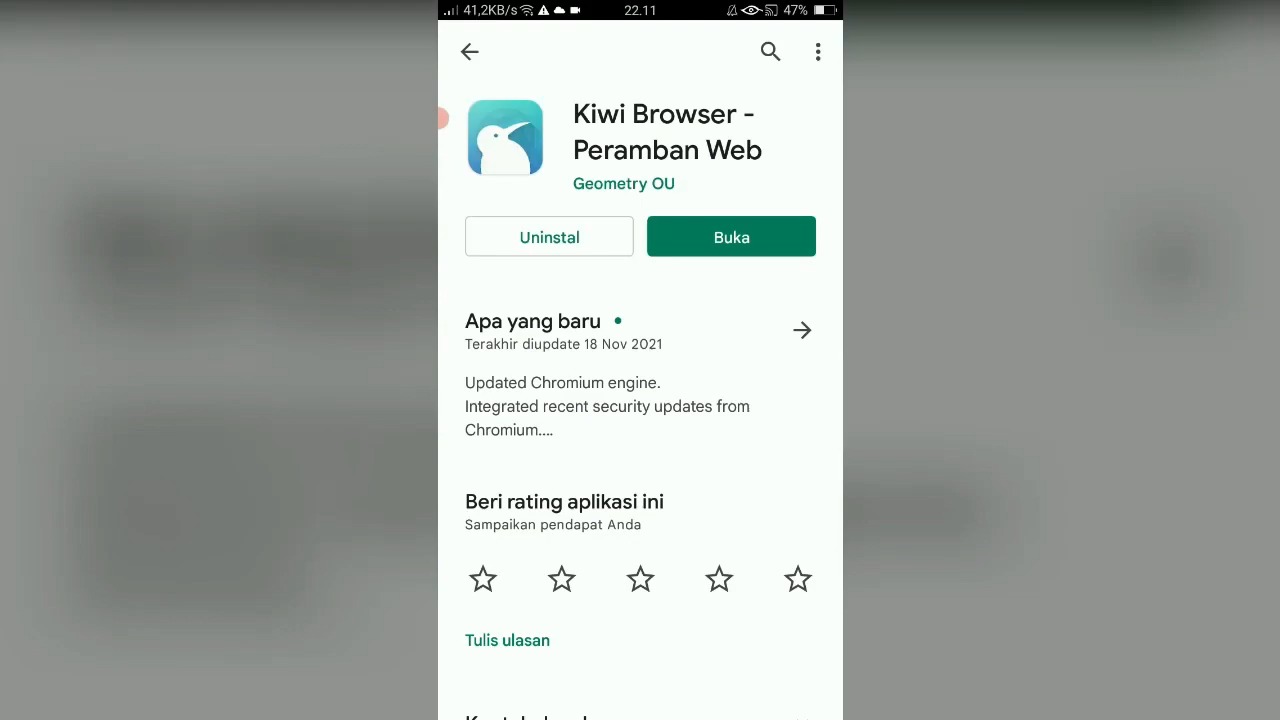 41,2KB/s 22.11 47%
Kiwi Browser -
Peramban Web
Geometry OU
Uninstal Buka
Apa yang baru
Terakhir diupdate 18 Nov 2021
Updated Chromium engine.
Integrated recent security updates from
Chromium....
Beri rating aplikasi ini
Sampaikan pendapat Anda
Tulis ulasan